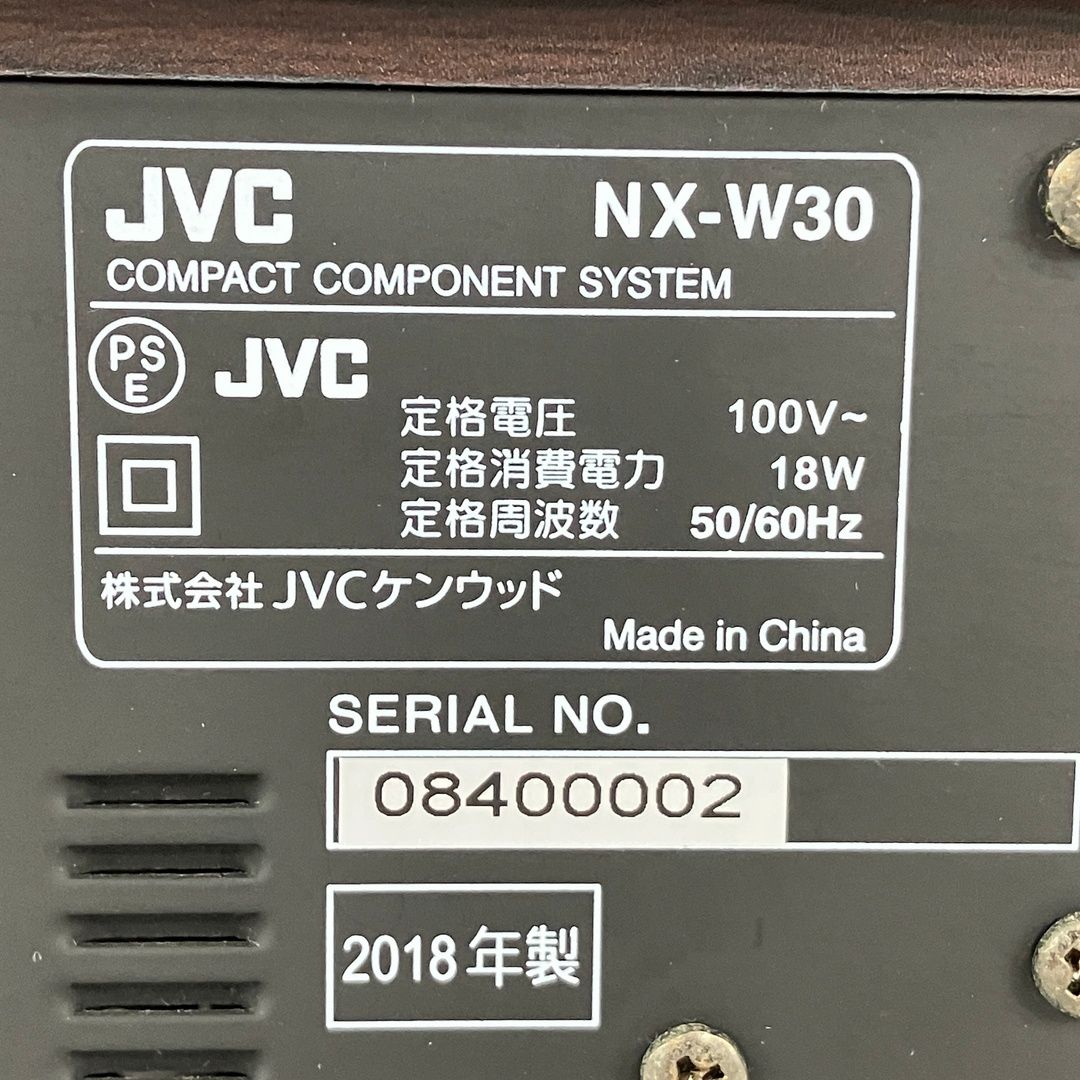 JVC NX-W30
COMPACT COMPONENT SYSTEM
PSE JVC
定格電圧 100V~
定格消費電力 18W
定格周波数 50/60Hz
株式会社 JVCケンウッド
Made in China
SERIAL NO.
08400002
2018年製